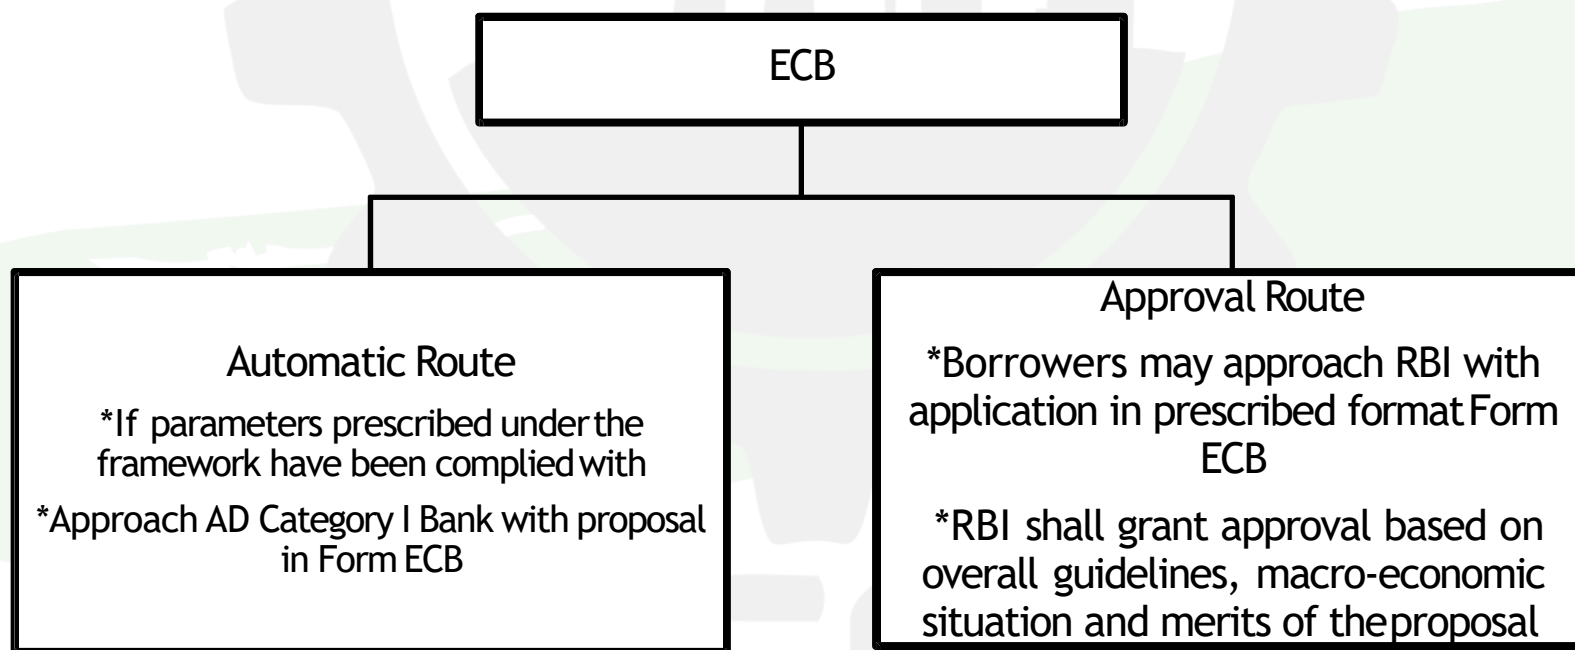 ECB
Automatic Route
*If parameters prescribed under the
framework have been complied with
*Approach AD Category I Bank with proposal
in Form ECB
Approval Route
*Borrowers may approach RBI with
application in prescribed format Form
ECB
*RBI shall grant approval based on
overall guidelines, macro-economic
situation and merits of the proposal